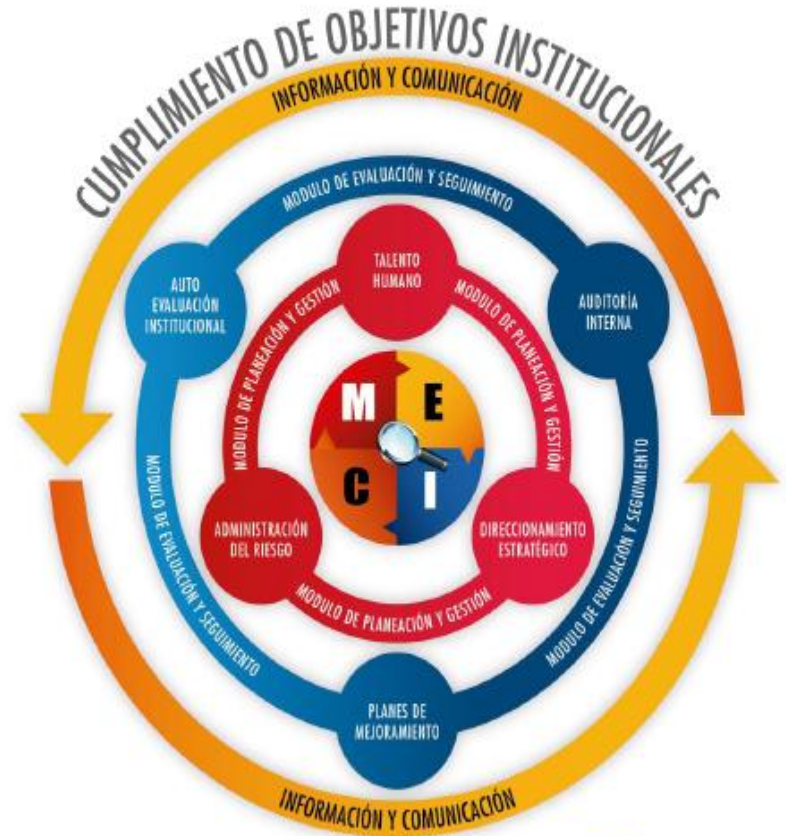 CUMPLIMIENTO DE OBJETIVOS INSTITUCIONALES
INFORMACIÓN Y COMUNICACIÓN
MODULO DE EVALUACIÓN Y SEGUIMIENTO
AUTO
EVALUACIÓN
INSTITUCIONAL
TALENTO
HUMANO
AUDITORÍA
INTERNA
MODULO DE PLANEACIÓN Y GESTIÓN
MODULO DE PLANEACIÓN Y GESTIÓN
M E
C I
MODULO DE EVALUACIÓN Y SEGUIMIENTO
MODULO DE EVALUACIÓN Y SEGUIMIENTO
ADMINISTRACIÓN
DEL RIESGO
DIRECCIONAMIENTO
ESTRATÉGICO
MODULO DE PLANEACIÓN Y GESTIÓN
PLANES DE
MEJORAMIENTO
INFORMACIÓN Y COMUNICACIÓN